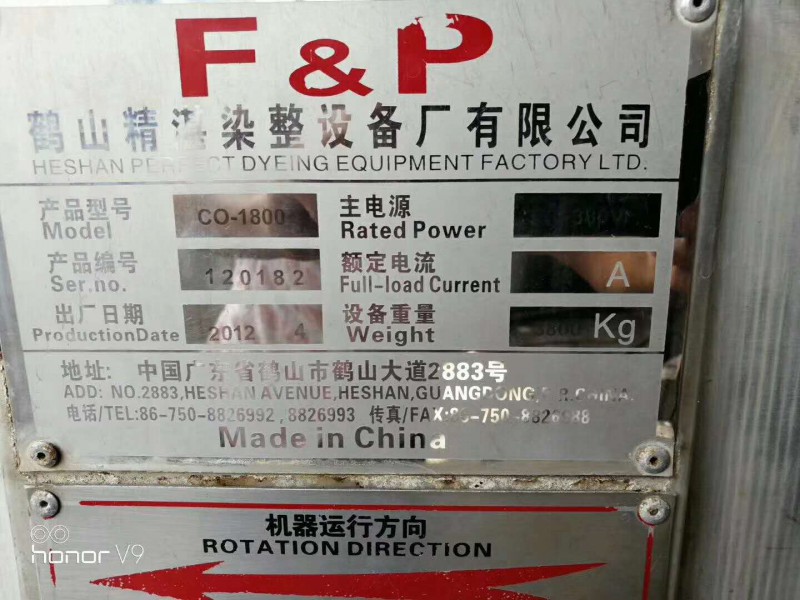 F & P
鹤山精湛染整设备厂有限公司
HESHAN PERFECT DYEING EQUIPMENT FACTORY LTD.
产品型号 CO-1800 主电源
Model Rated Power
产品编号 120182 额定电流 A
Ser.no. Full-load Current
出厂日期 2012 4 设备重量 Kg
Production Date Weight
地址: 中国广东省鹤山市鹤山大道2883号
ADD: NO.2883,HESHAN AVENUE,HESHAN,GUANGDONG,P.R.CHINA.
电话/TEL:86-750-8826992,8826993 传真/FAX:86-750-8826988
Made in China
机器运行方向
ROTATION DIRECTION
honor V9